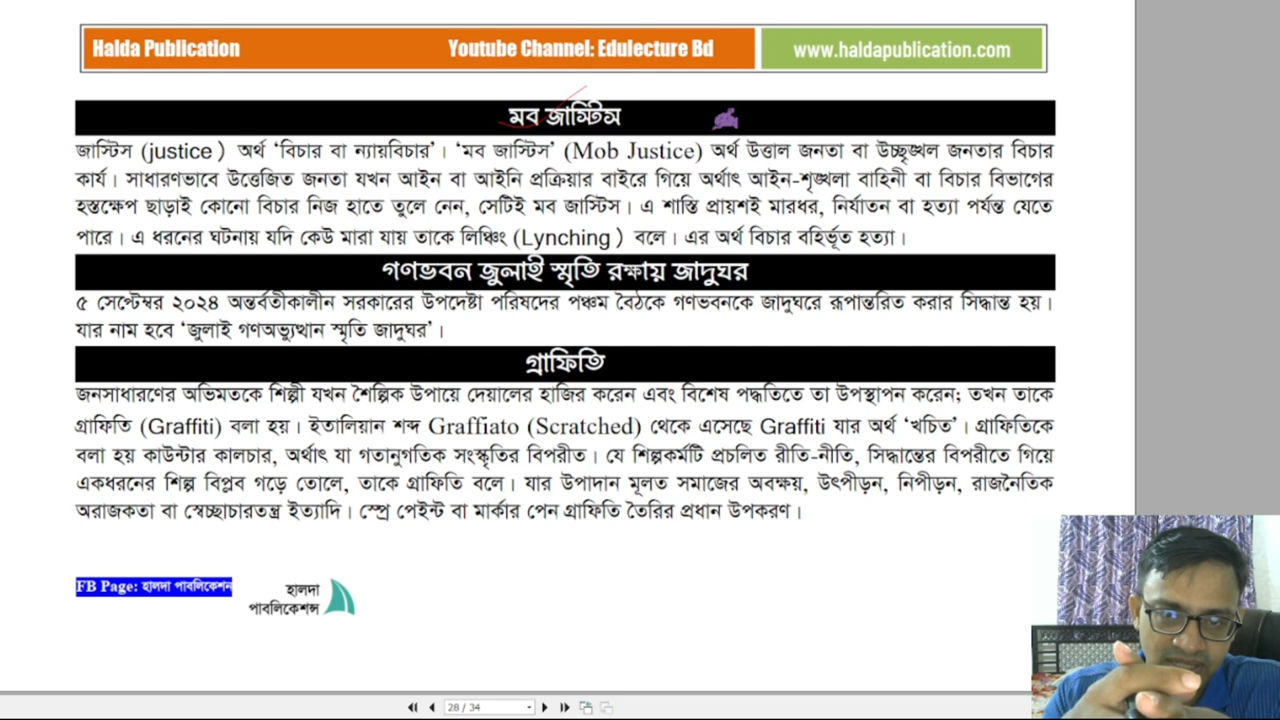 Halda Publication Youtube Channel: Edulecture Bd www.haldapublication.com
মব জাস্টিস
জাস্টিস (justice) অর্থ ‘বিচার বা ন্যায়বিচার’। ‘মব জাস্টিস’ (Mob Justice) অর্থ উত্তাল জনতা বা উচ্ছৃঙ্খল জনতার বিচার
কার্য। সাধারণভাবে উত্তেজিত জনতা যখন আইন বা আইনি প্রক্রিয়ার বাইরে গিয়ে অর্থাৎ আইন-শৃঙ্খলা বাহিনী বা বিচার বিভাগের
হস্তক্ষেপ ছাড়াই কোনো বিচার নিজ হাতে তুলে নেন, সেটিই মব জাস্টিস। এ শাস্তি প্রায়শই মারধর, নির্যাতন বা হত্যা পর্যন্ত যেতে
পারে। এ ধরনের ঘটনায় যদি কেউ মারা যায় তাকে লিঞ্চিং (Lynching) বলে। এর অর্থ বিচার বহির্ভূত হত্যা।
গণভবন জুলাই স্মৃতি রক্ষায় জাদুঘর
৫ সেপ্টেম্বর ২০২৪ অন্তর্বতীকালীন সরকারের উপদেষ্টা পরিষদের পঞ্চম বৈঠকে গণভবনকে জাদুঘরে রূপান্তরিত করার সিদ্ধান্ত হয়।
যার নাম হবে ‘জুলাই গণঅভ্যুত্থান স্মৃতি জাদুঘর’।
গ্রাফিতি
জনসাধারণের অভিমতকে শিল্পী যখন শৈল্পিক উপায়ে দেয়ালের হাজির করেন এবং বিশেষ পদ্ধতিতে তা উপস্থাপন করেন; তখন তাকে
গ্রাফিতি (Graffiti) বলা হয়। ইতালিয়ান শব্দ Graffiato (Scratched) থেকে এসেছে Graffiti যার অর্থ ‘খচিত’। গ্রাফিতিকে
বলা হয় কাউন্টার কালচার, অর্থাৎ যা গতানুগতিক সংস্কৃতির বিপরীত। যে শিল্পকর্মটি প্রচলিত রীতি-নীতি, সিদ্ধান্তের বিপরীতে গিয়ে
একধরনের শিল্প বিপ্লব গড়ে তোলে, তাকে গ্রাফিতি বলে। যার উপাদান মূলত সমাজের অবক্ষয়, উৎপীড়ন, নিপীড়ন, রাজনৈতিক
অরাজকতা বা স্বেচ্ছাচারতন্ত্র ইত্যাদি। স্প্রে পেইন্ট বা মার্কার পেন গ্রাফিতি তৈরির প্রধান উপকরণ।
FB Page: হালদা পাবলিকেশন
হালদা
পাবলিকেশন্স
28 / 34